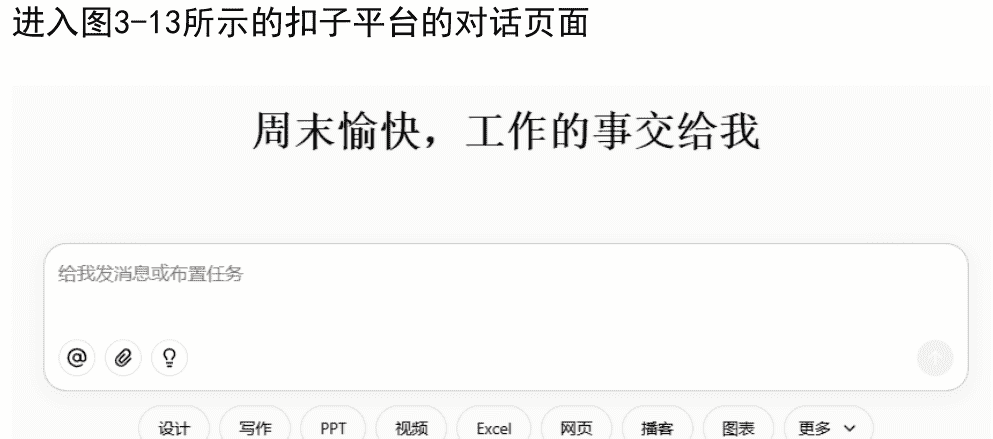 进入图3-13所示的扣子平台的对话页面
周末愉快，工作的事交给我
给我发消息或布置任务
设计 写作 PPT 视频 Excel 网页 播客 图表 更多